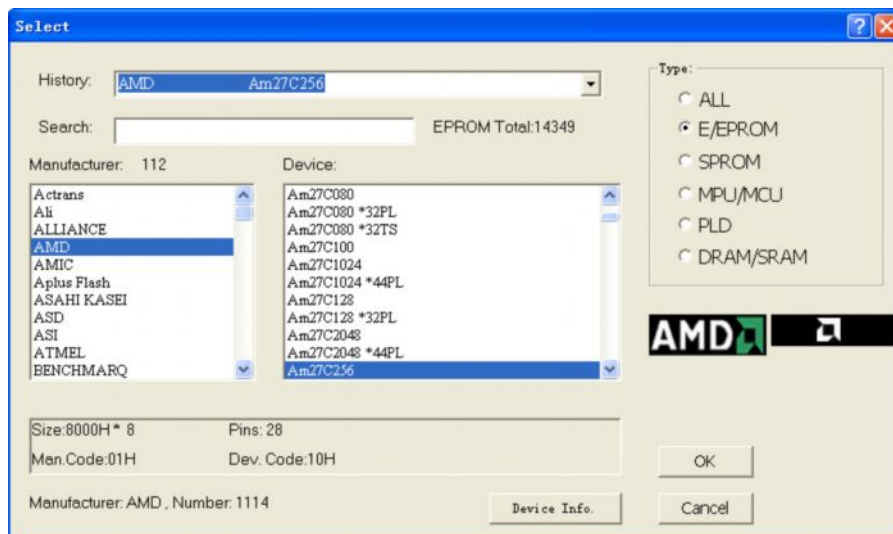 Select
History: AMD Am27C256
Search: EPROM Total:14349
Manufacturer: 112 Device:
Actrans
Ali
ALLIANCE
AMD
AMIC
Aplus Flash
ASAHI KASEI
ASD
ASI
ATMEL
BENCHMARQ
Am27C080
Am27C080 *32PL
Am27C080 *32TS
Am27C100
Am27C1024
Am27C1024 *44PL
Am27C128
Am27C128 *32PL
Am27C2048
Am27C2048 *44PL
Am27C256
Type:
ALL
E/EPROM
SPROM
MPU/MCU
PLD
DRAM/SRAM
AMD
Size:8000H * 8 Pins: 28
Man.Code:01H Dev. Code:10H
Manufacturer: AMD , Number: 1114
Device Info.
OK
Cancel